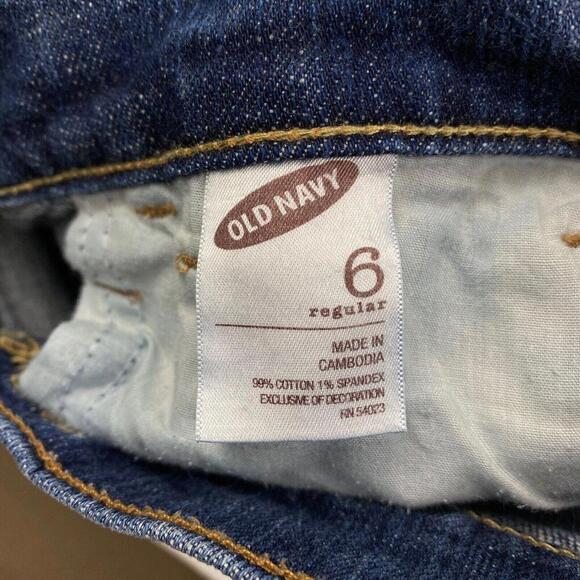 OLD NAVY
6
regular
MADE IN
CAMBODIA
99% COTTON 1% SPANDEX
EXCLUSIVE OF DECORATION
RN 54023